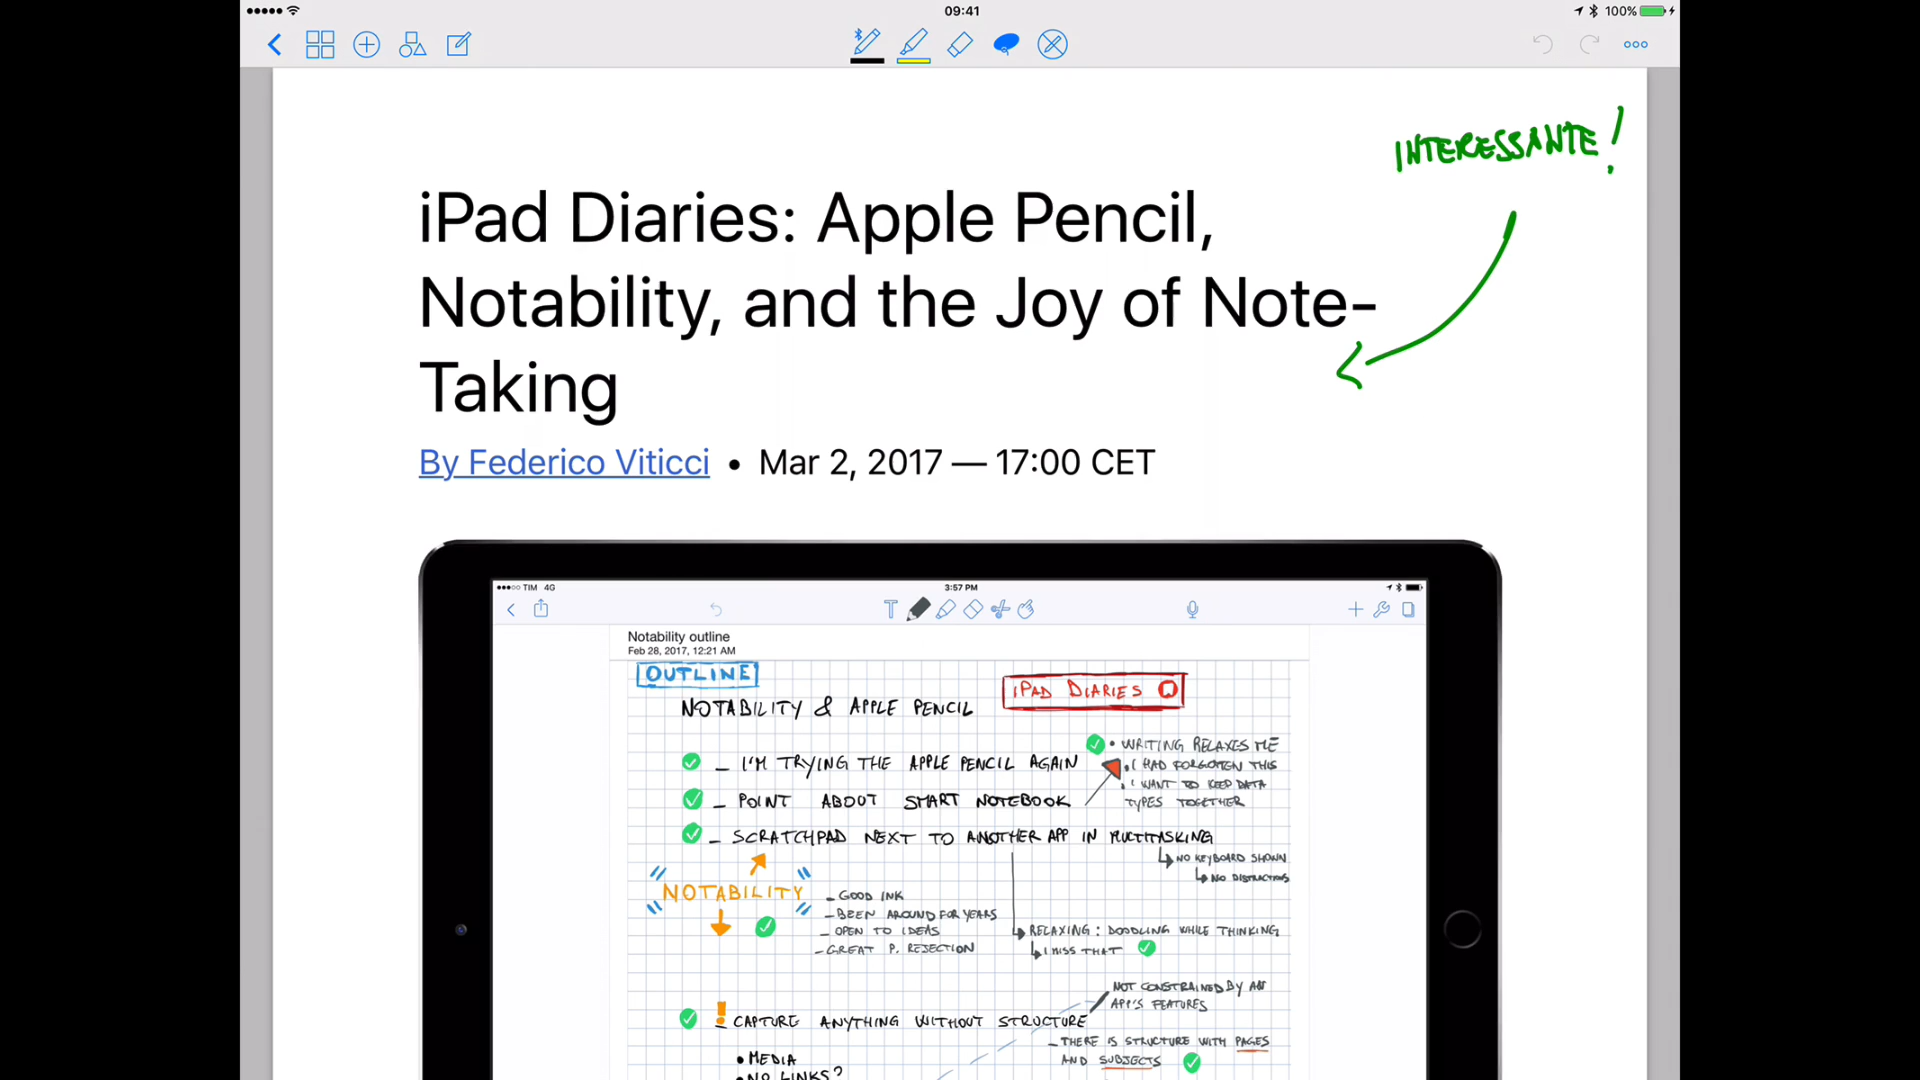 09:41
100%
INTERESSANTE!
iPad Diaries: Apple Pencil,
Notability, and the Joy of Note-
Taking
By Federico Viticci • Mar 2, 2017 — 17:00 CET
TIM 4G
3:57 PM
T
Notability outline
Feb 28, 2017, 12:21 AM
OUTLINE
iPAD DIARIES
NOTABILITY & APPLE PENCIL
• WRITING RELAXES ME
– I'M TRYING THE APPLE PENCIL AGAIN
• I HAD FORGOTTEN THIS
• I WANT TO KEEP DATA
TYPES TOGETHER
– POINT ABOUT SMART NOTEBOOK
– SCRATCHPAD NEXT TO ANOTHER APP IN MULTITASKING
NO KEYBOARD SHOWN
NO DISTRACTIONS
NOTABILITY
– GOOD INK
– BEEN AROUND FOR YEARS
– OPEN TO IDEAS
– GREAT P. REJECTION
RELAXING: DOODLING WHILE THINKING
I MISS THAT
NOT CONSTRAINED BY AN
APP'S FEATURES
! CAPTURE ANYTHING WITHOUT STRUCTURE
– THERE IS STRUCTURE WITH PAGES
AND SUBJECTS
• MEDIA
• NO LINKS?